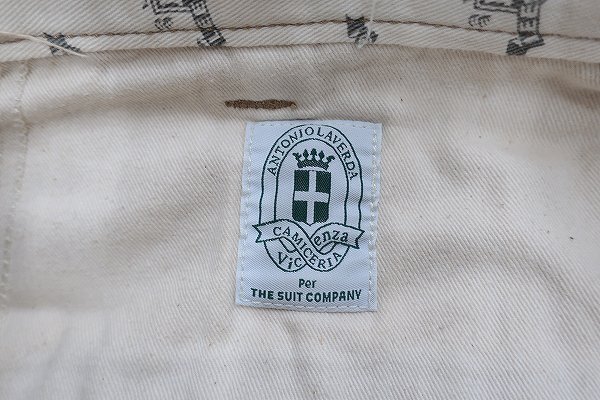 ANTONIO LAVERDA
CAMICERIA
Vicenza
Per
THE SUIT COMPANY